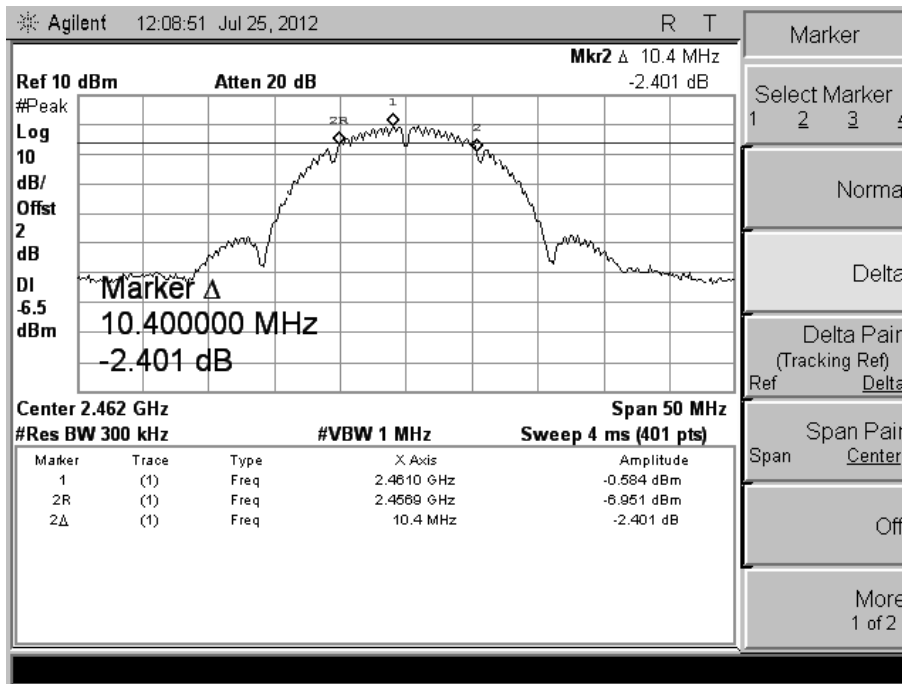 Agilent 12:08:51 Jul 25, 2012 R T
Mkr2 Δ 10.4 MHz
Ref 10 dBm Atten 20 dB -2.401 dB
#Peak
Log
10
dB/
Offst
2
dB
DI
-6.5
dBm
1
2R
2
Marker Δ
10.400000 MHz
-2.401 dB
Center 2.462 GHz Span 50 MHz
#Res BW 300 kHz #VBW 1 MHz Sweep 4 ms (401 pts)
Marker Trace Type X Axis Amplitude
1 (1) Freq 2.4610 GHz -0.584 dBm
2R (1) Freq 2.4569 GHz -6.951 dBm
2Δ (1) Freq 10.4 MHz -2.401 dB
Marker
Select Marker
1 2 3 4
Norma
Delta
Delta Pair
(Tracking Ref)
Ref Delta
Span Pair
Span Center
Off
More
1 of 2